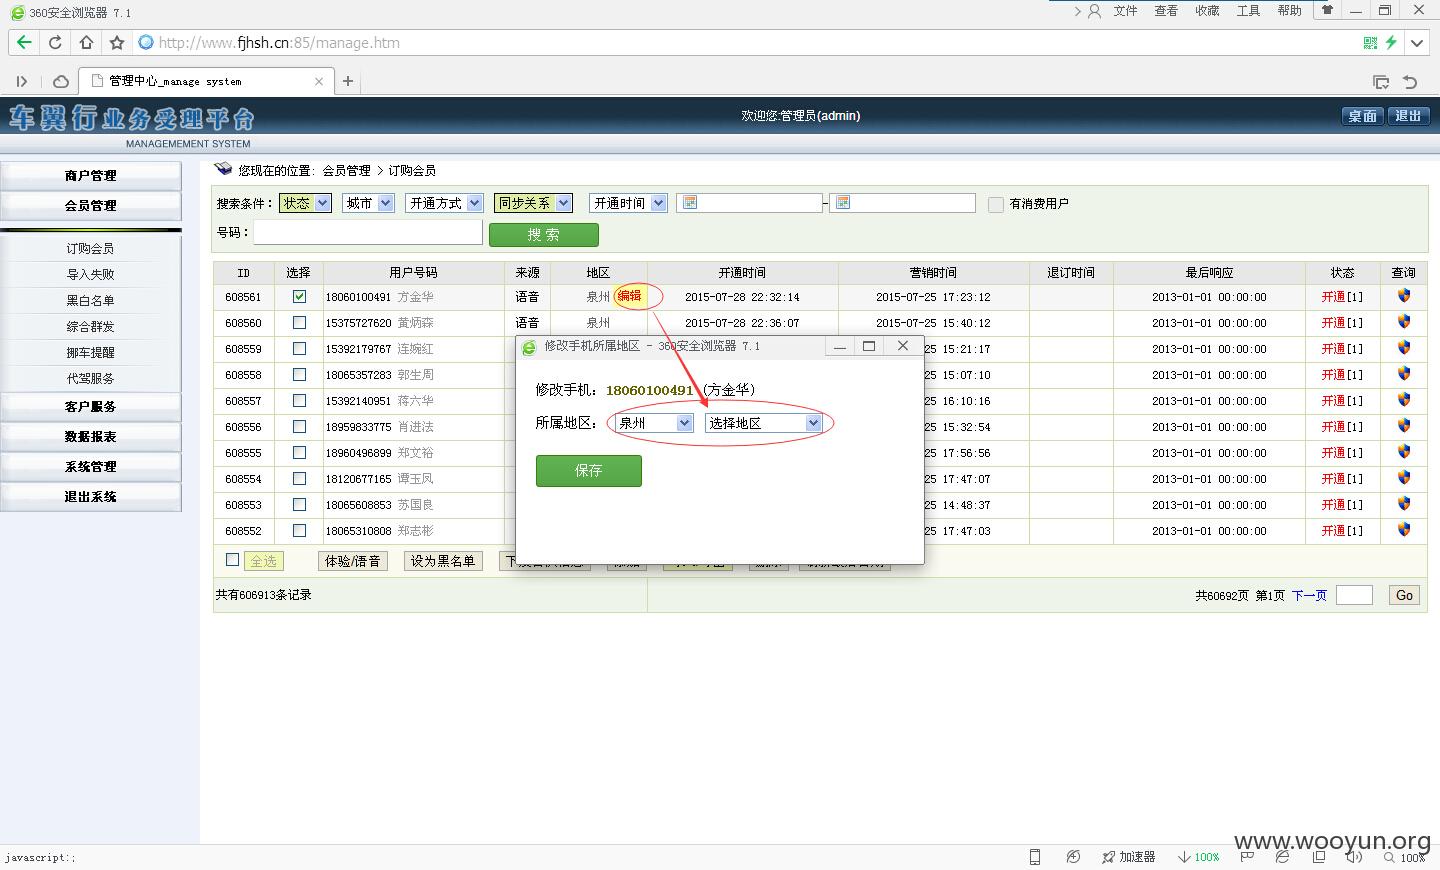 360安全浏览器 7.1
文件 查看 收藏 工具 帮助
http://www.fjhsh.cn:85/manage.htm
管理中心_manage system
车翼行业务受理平台
MANAGEMEMENT SYSTEM
欢迎您:管理员(admin)
桌面 退出
商户管理
会员管理
订购会员
导入失败
黑白名单
综合群发
挪车提醒
代驾服务
客户服务
数据报表
系统管理
退出系统
您现在的位置: 会员管理 > 订购会员
搜索条件: 状态 城市 开通方式 同步关系 开通时间 - 有消费用户
号码: 搜 索
ID 选择 用户号码 来源 地区 开通时间 营销时间 退订时间 最后响应 状态 查询
608561 18060100491 方金华 语音 泉州 编辑 2015-07-28 22:32:14 2015-07-25 17:23:12 2013-01-01 00:00:00 开通[1]
608560 15375727620 黄炳森 语音 泉州 2015-07-28 22:36:07 2015-07-25 15:40:12 2013-01-01 00:00:00 开通[1]
608559 15392179767 连婉红 25 15:21:17 2013-01-01 00:00:00 开通[1]
608558 18065357283 郭生周 25 15:07:10 2013-01-01 00:00:00 开通[1]
608557 15392140951 蒋六华 25 16:10:16 2013-01-01 00:00:00 开通[1]
608556 18959833775 肖进法 25 15:32:54 2013-01-01 00:00:00 开通[1]
608555 18960496899 郑文裕 25 17:56:56 2013-01-01 00:00:00 开通[1]
608554 18120677165 谭玉凤 25 17:47:07 2013-01-01 00:00:00 开通[1]
608553 18065608853 苏国良 25 14:48:37 2013-01-01 00:00:00 开通[1]
608552 18065310808 郑志彬 25 17:47:03 2013-01-01 00:00:00 开通[1]
全选 体验/语音 设为黑名单
共有606913条记录 共60692页 第1页 下一页 Go
修改手机所属地区 - 360安全浏览器 7.1
修改手机: 18060100491 (方金华)
所属地区: 泉州 选择地区
保存
www.wooyun.org
javascript:; 加速器 100% 100%